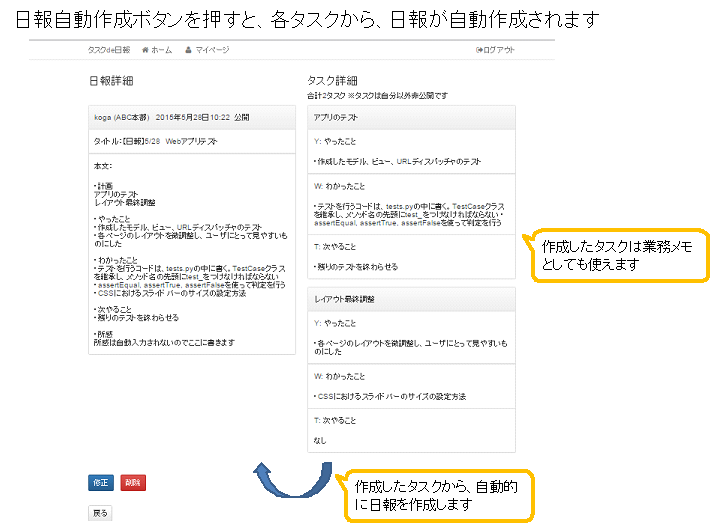 日報自動作成ボタンを押すと、各タスクから、日報が自動作成されます
タスクde日報 ホーム マイページ ログアウト
日報詳細
koga (ABC本部) 2015年5月28日10:22 公開
タイトル:【日報】5/28 Webアプリテスト
本文:
・計画
アプリのテスト
レイアウト最終調整
・やったこと
・作成したモデル、ビュー、URLディスパッチャのテスト
・各ページのレイアウトを微調整し、ユーザにとって見やすいも
のにした
・わかったこと
・テストを行うコードは、tests.pyの中に書く。TestCaseクラス
を継承し、メソッド名の先頭にtest_をつけなければならない
・assertEqual, assertTrue, assertFalseを使って判定を行う
・CSSにおけるスライドバーのサイズの設定方法
・次やること
・残りのテストを終わらせる
・所感
所感は自動入力されないのでここに書きます
修正 削除
戻る
タスク詳細
合計2タスク ※タスクは自分以外非公開です
アプリのテスト
Y: やったこと
・作成したモデル、ビュー、URLディスパッチャのテスト
W: わかったこと
・テストを行うコードは、tests.pyの中に書く。TestCaseクラス
を継承し、メソッド名の先頭にtest_をつけなければならない・
assertEqual, assertTrue, assertFalseを使って判定を行う
T: 次やること
・残りのテストを終わらせる
レイアウト最終調整
Y: やったこと
・各ページのレイアウトを微調整し、ユーザにとって見やすいも
のにした
W: わかったこと
・CSSにおけるスライドバーのサイズの設定方法
T: 次やること
なし
作成したタスクは業務メモ
としても使えます
作成したタスクから、自動的
に日報を作成します